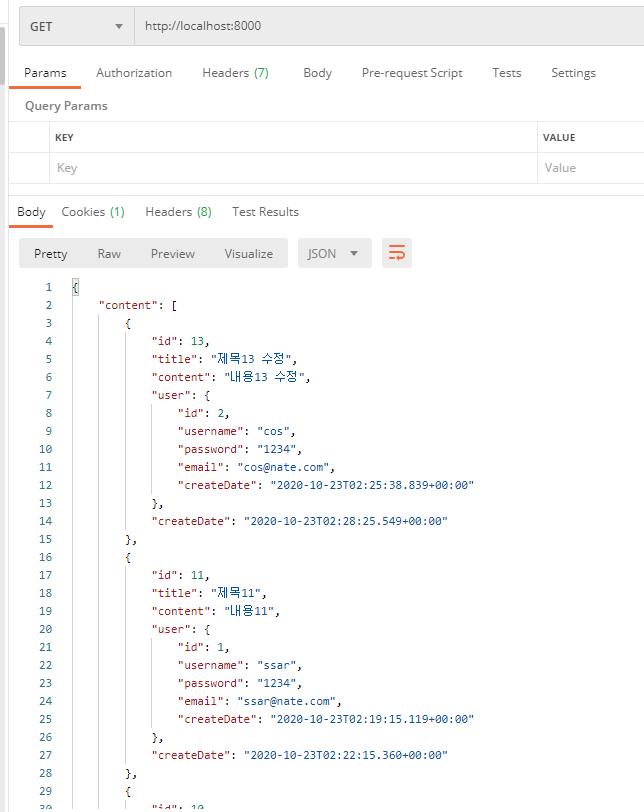 GET http://localhost:8000
Params Authorization Headers (7) Body Pre-request Script Tests Settings
Query Params
KEY VALUE
Key Value
Body Cookies (1) Headers (8) Test Results
Pretty Raw Preview Visualize JSON
1 {
2 "content": [
3 {
4 "id": 13,
5 "title": "제목13 수정",
6 "content": "내용13 수정",
7 "user": {
8 "id": 2,
9 "username": "cos",
10 "password": "1234",
11 "email": "cos@nate.com",
12 "createDate": "2020-10-23T02:25:38.839+00:00"
13 },
14 "createDate": "2020-10-23T02:28:25.549+00:00"
15 },
16 {
17 "id": 11,
18 "title": "제목11",
19 "content": "내용11",
20 "user": {
21 "id": 1,
22 "username": "ssar",
23 "password": "1234",
24 "email": "ssar@nate.com",
25 "createDate": "2020-10-23T02:19:15.119+00:00"
26 },
27 "createDate": "2020-10-23T02:22:15.360+00:00"
28 },
29 {
30 "id": 10